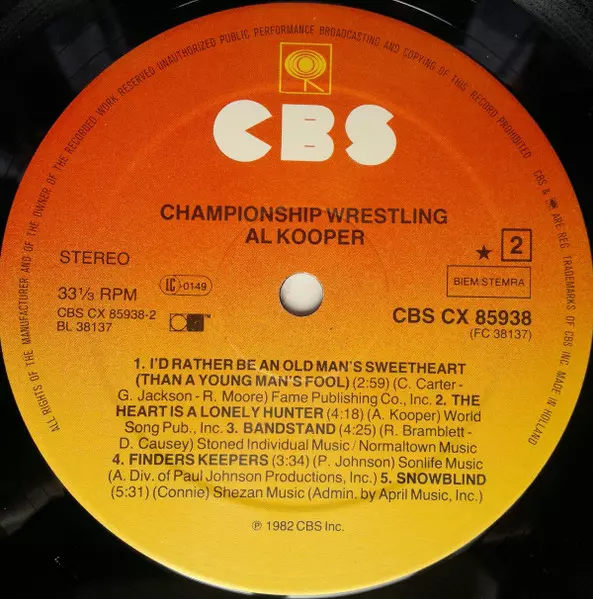 ALL RIGHTS OF THE MANUFACTURER AND OF THE OWNER OF THE RECORDED WORK RESERVED UNAUTHORIZED PUBLIC PERFORMANCE BROADCASTING AND COPYING OF THIS RECORD PROHIBITED
CBS & ARE REG. TRADEMARKS OF CBS INC. MADE IN HOLLAND
CBS
CHAMPIONSHIP WRESTLING
AL KOOPER
STEREO
★ 2
33⅓ RPM
LC-0149
BIEM STEMRA
CBS CX 85938-2
BL 38137
CBS CX 85938
(FC 38137)
1. I'D RATHER BE AN OLD MAN'S SWEETHEART
(THAN A YOUNG MAN'S FOOL) (2:59) (C. Carter -
G. Jackson - R. Moore) Fame Publishing Co., Inc. 2. THE
HEART IS A LONELY HUNTER (4:18) (A. Kooper) World
Song Pub., Inc. 3. BANDSTAND (4:25) (R. Bramblett -
D. Causey) Stoned Individual Music / Normaltown Music
4. FINDERS KEEPERS (3:34) (P. Johnson) Sonlife Music
(A. Div. of Paul Johnson Productions, Inc.) 5. SNOWBLIND
(5:31) (Connie) Shezan Music (Admin. by April Music, Inc.)
℗ 1982 CBS Inc.